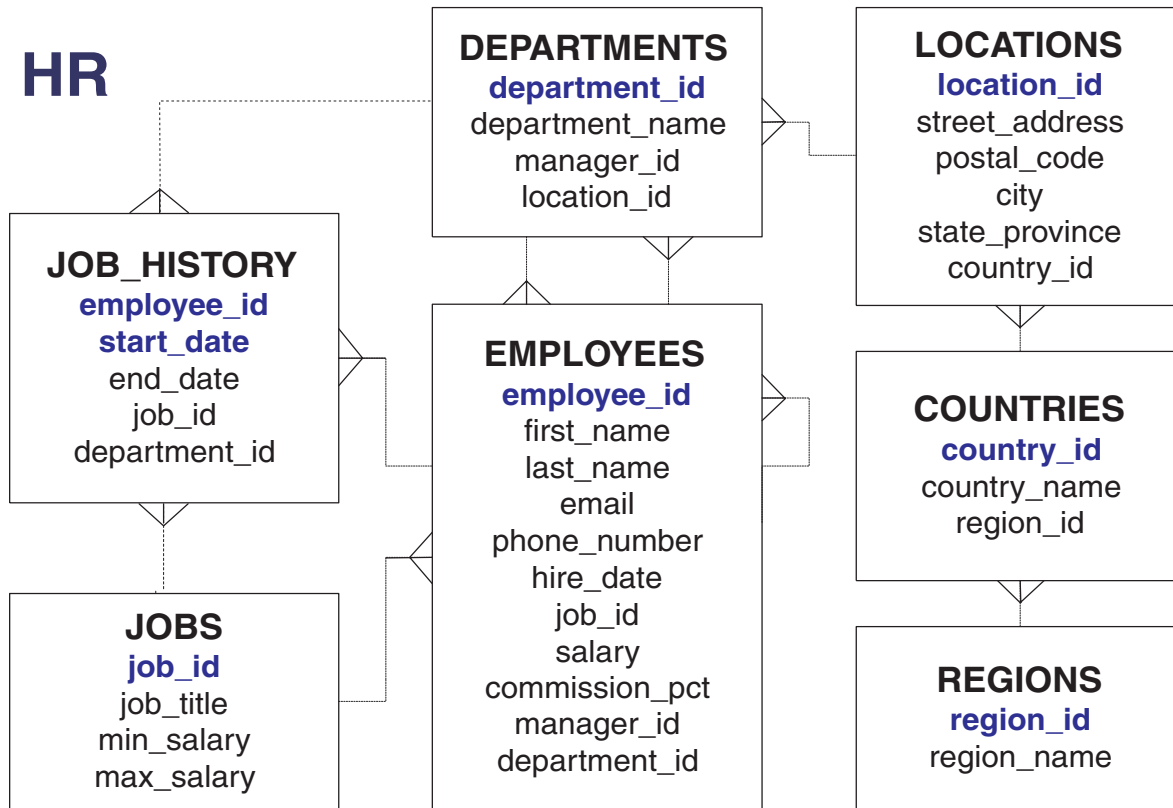 HR
DEPARTMENTS
department_id
department_name
manager_id
location_id
LOCATIONS
location_id
street_address
postal_code
city
state_province
country_id
JOB_HISTORY
employee_id
start_date
end_date
job_id
department_id
EMPLOYEES
employee_id
first_name
last_name
email
phone_number
hire_date
job_id
salary
commission_pct
manager_id
department_id
COUNTRIES
country_id
country_name
region_id
JOBS
job_id
job_title
min_salary
max_salary
REGIONS
region_id
region_name